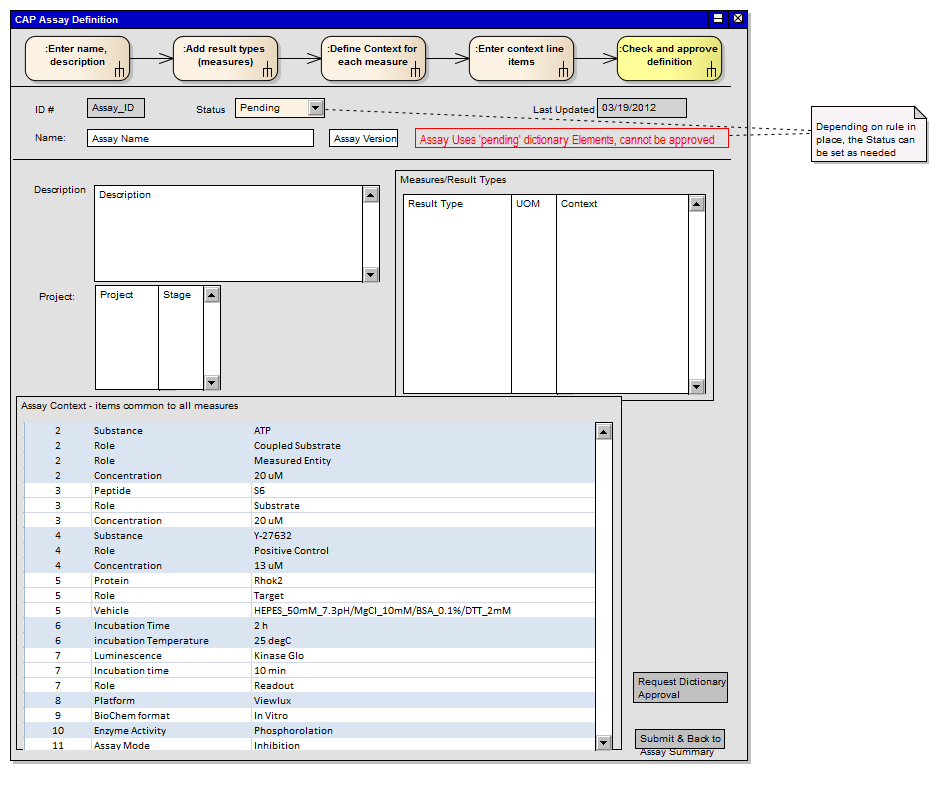 CAP Assay Definition
:Enter name,
description
:Add result types
(measures)
:Define Context for
each measure
:Enter context line
items
:Check and approve
definition
ID #
Assay_ID
Status
Pending
Last Updated
03/19/2012
Name:
Assay Name
Assay Version
Assay Uses 'pending' dictionary Elements, cannot be approved
Depending on rule in
place, the Status can
be set as needed
Description
Description
Measures/Result Types
Result Type UOM Context
Project:
Project Stage
Assay Context - items common to all measures
2 Substance ATP
2 Role Coupled Substrate
2 Role Measured Entity
2 Concentration 20 uM
3 Peptide S6
3 Role Substrate
3 Concentration 20 uM
4 Substance Y-27632
4 Role Positive Control
4 Concentration 13 uM
5 Protein Rhok2
5 Role Target
5 Vehicle HEPES_50mM_7.3pH/MgCl_10mM/BSA_0.1%/DTT_2mM
6 Incubation Time 2 h
6 incubation Temperature 25 degC
7 Luminescence Kinase Glo
7 Incubation time 10 min
7 Role Readout
8 Platform Viewlux
9 BioChem format In Vitro
10 Enzyme Activity Phosphorolation
11 Assay Mode Inhibition
Request Dictionary
Approval
Submit & Back to
Assay Summary